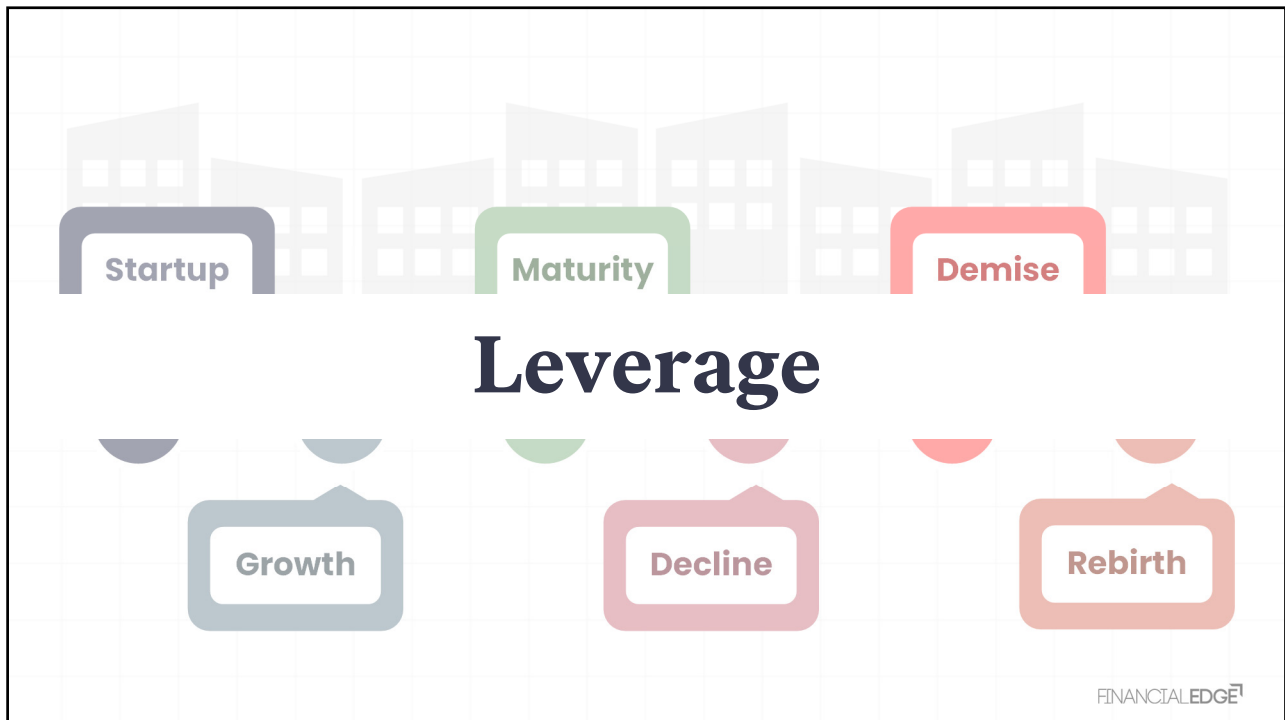 Startup
Maturity
Demise
Leverage
Growth
Decline
Rebirth
FINANCIALEDGE